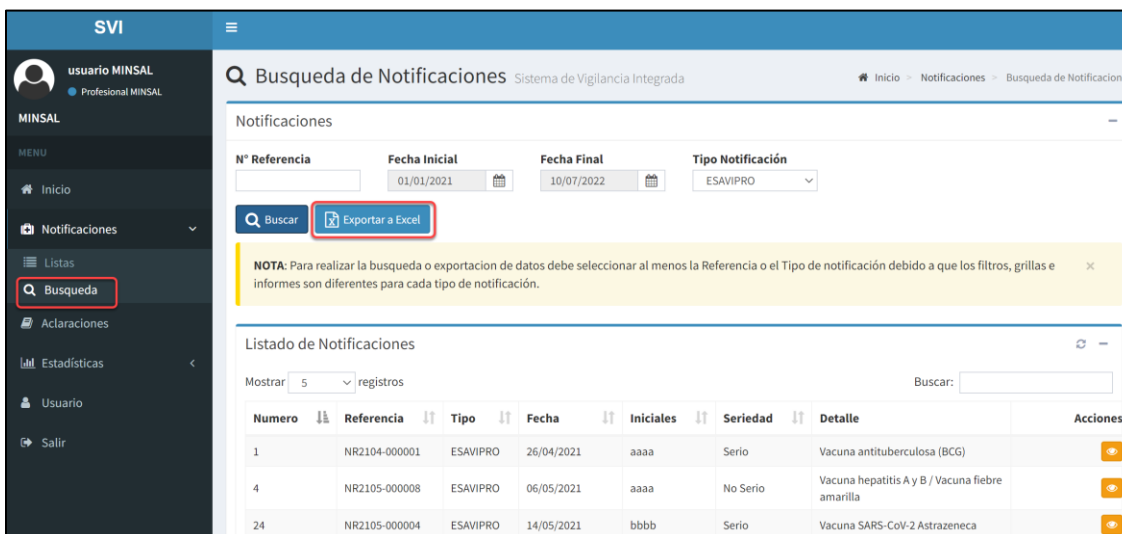 SVI
usuario MINSAL
Profesional MINSAL
MINSAL
MENU
Inicio
Notificaciones
Listas
Busqueda
Aclaraciones
Estadísticas
Usuario
Salir
Busqueda de Notificaciones Sistema de Vigilancia Integrada
Inicio > Notificaciones > Busqueda de Notificacion
Notificaciones
N° Referencia Fecha Inicial Fecha Final Tipo Notificación
01/01/2021 10/07/2022 ESAVIPRO
Buscar Exportar a Excel
NOTA: Para realizar la busqueda o exportacion de datos debe seleccionar al menos la Referencia o el Tipo de notificación debido a que los filtros, grillas e
informes son diferentes para cada tipo de notificación.
Listado de Notificaciones
Mostrar 5 registros Buscar:
Numero Referencia Tipo Fecha Iniciales Seriedad Detalle Acciones
1 NR2104-000001 ESAVIPRO 26/04/2021 aaaa Serio Vacuna antituberculosa (BCG)
4 NR2105-000008 ESAVIPRO 06/05/2021 aaaa No Serio Vacuna hepatitis A y B / Vacuna fiebre
amarilla
24 NR2105-000004 ESAVIPRO 14/05/2021 bbbb Serio Vacuna SARS-CoV-2 Astrazeneca